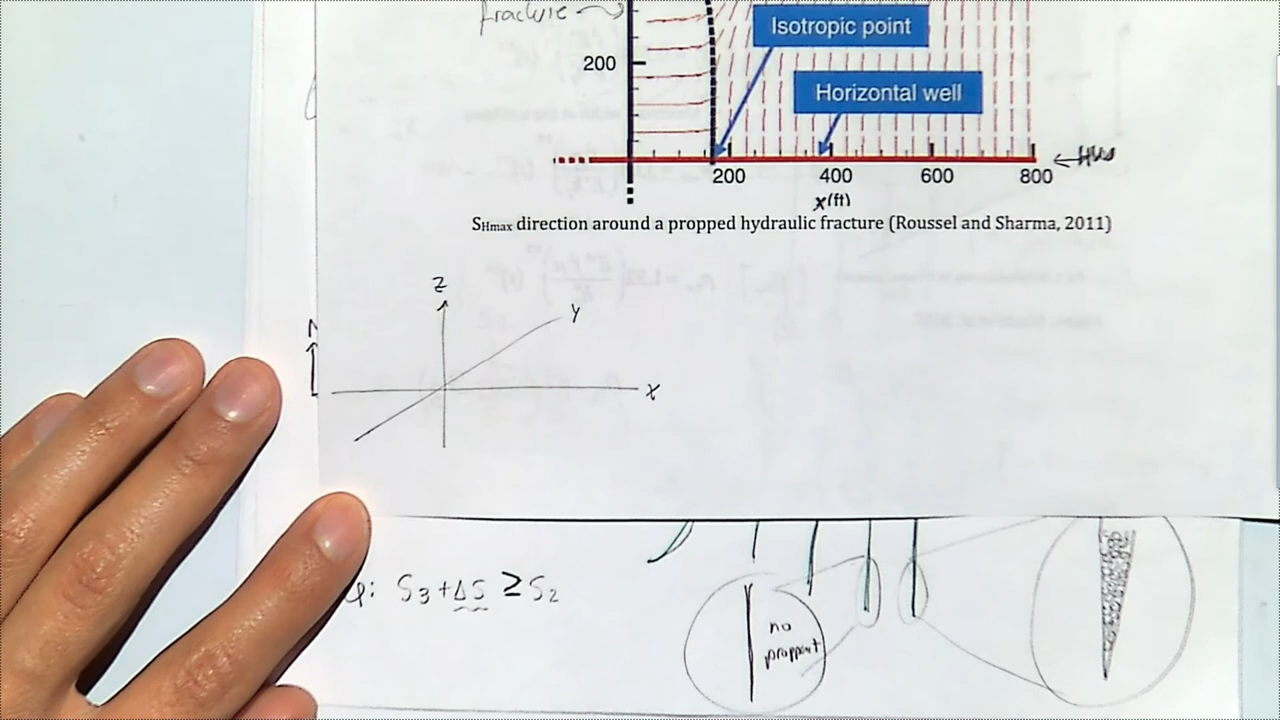 fracture
Isotropic point
200
Horizontal well
HW
200 400 600 800
x(ft)
SHmax direction around a propped hydraulic fracture (Roussel and Sharma, 2011)
Z
Y
X
S3+ΔS ≥ S2
no
proppant